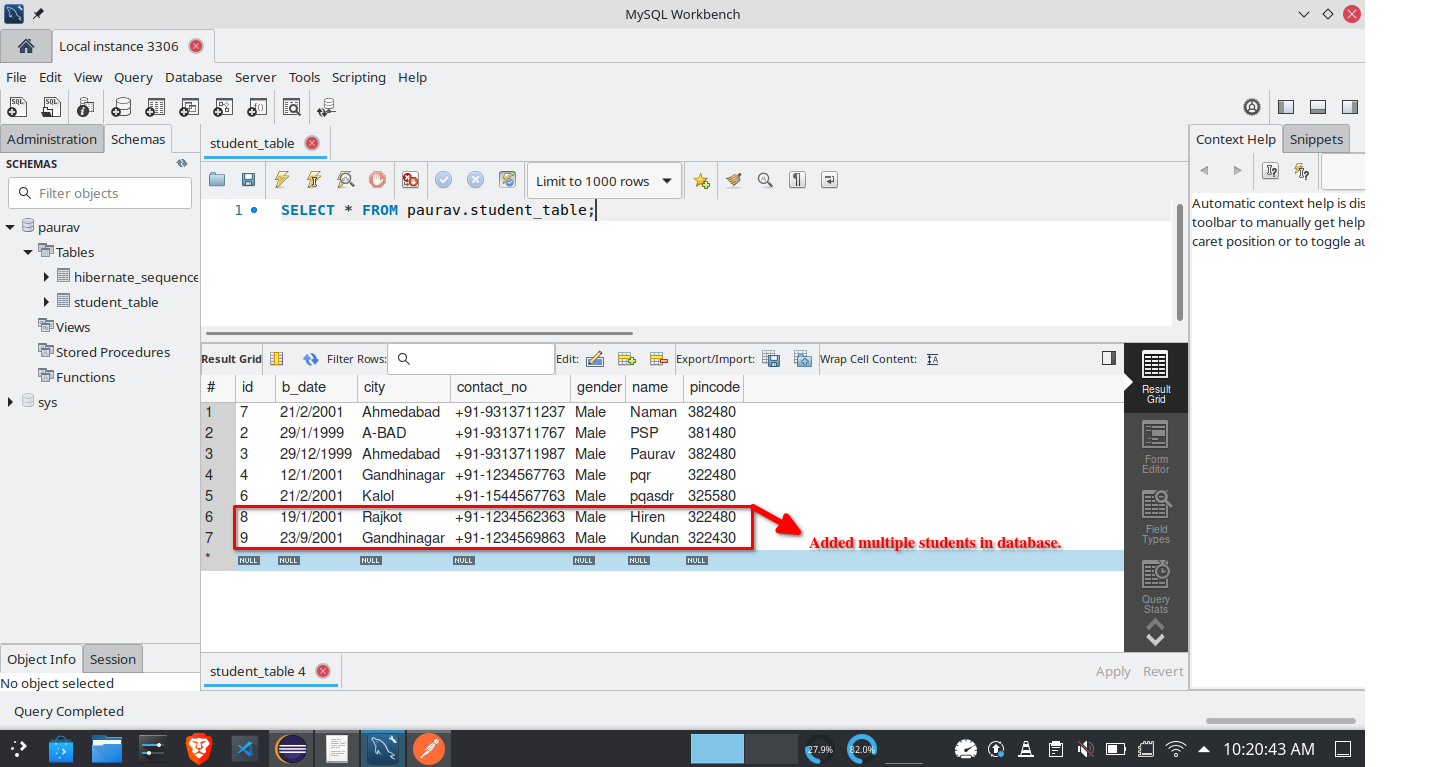 MySQL Workbench
Local instance 3306
File Edit View Query Database Server Tools Scripting Help
Administration Schemas
SCHEMAS
Filter objects
paurav
Tables
hibernate_sequence
student_table
Views
Stored Procedures
Functions
sys
student_table
Limit to 1000 rows
1 SELECT * FROM paurav.student_table;
Context Help Snippets
Automatic context help is dis
toolbar to manually get help
caret position or to toggle au
Result Grid Filter Rows: Edit: Export/Import: Wrap Cell Content:
# id b_date city contact_no gender name pincode
1 7 21/2/2001 Ahmedabad +91-9313711237 Male Naman 382480
2 2 29/1/1999 A-BAD +91-9313711767 Male PSP 381480
3 3 29/12/1999 Ahmedabad +91-9313711987 Male Paurav 382480
4 4 12/1/2001 Gandhinagar +91-1234567763 Male pqr 322480
5 6 21/2/2001 Kalol +91-1544567763 Male pqasdr 325580
6 8 19/1/2001 Rajkot +91-1234562363 Male Hiren 322480
7 9 23/9/2001 Gandhinagar +91-1234569863 Male Kundan 322430
* NULL NULL NULL NULL NULL NULL NULL
Added multiple students in database.
Result
Grid
Form
Editor
Field
Types
Query
Stats
student_table 4
Apply Revert
Object Info Session
No object selected
Query Completed
27.9% 82.0% 10:20:43 AM